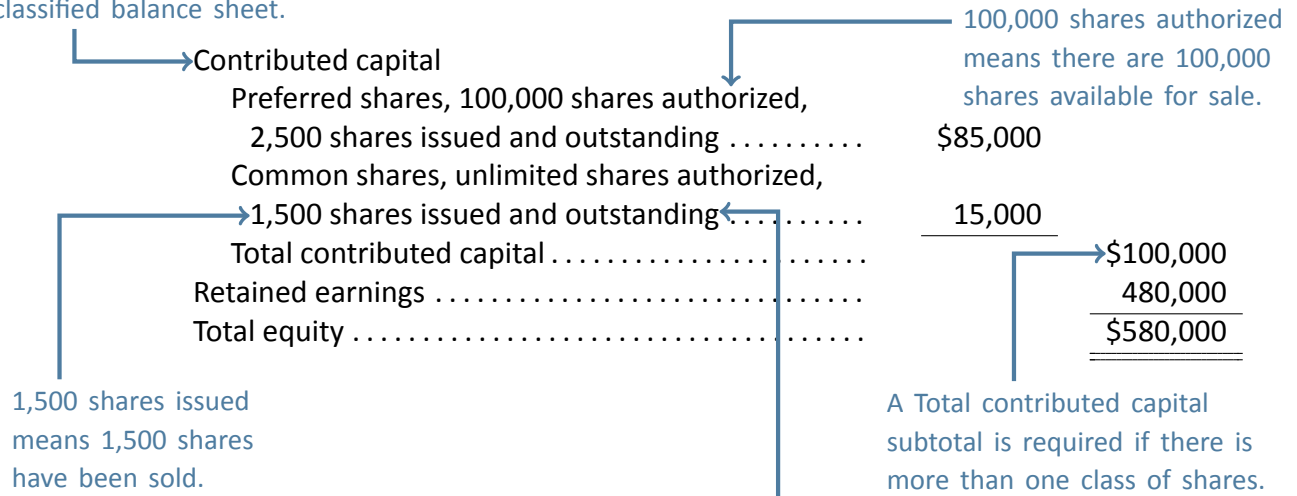 classified balance sheet.
100,000 shares authorized
means there are 100,000
shares available for sale.
Contributed capital
Preferred shares, 100,000 shares authorized,
2,500 shares issued and outstanding . . . . . . . . . . $85,000
Common shares, unlimited shares authorized,
1,500 shares issued and outstanding . . . . . . . . . . 15,000
Total contributed capital . . . . . . . . . . . . . . . . . . . . . . . $100,000
Retained earnings . . . . . . . . . . . . . . . . . . . . . . . . . . . . . . . 480,000
Total equity . . . . . . . . . . . . . . . . . . . . . . . . . . . . . . . . . . . . . $580,000
1,500 shares issued
means 1,500 shares
have been sold.
A Total contributed capital
subtotal is required if there is
more than one class of shares.